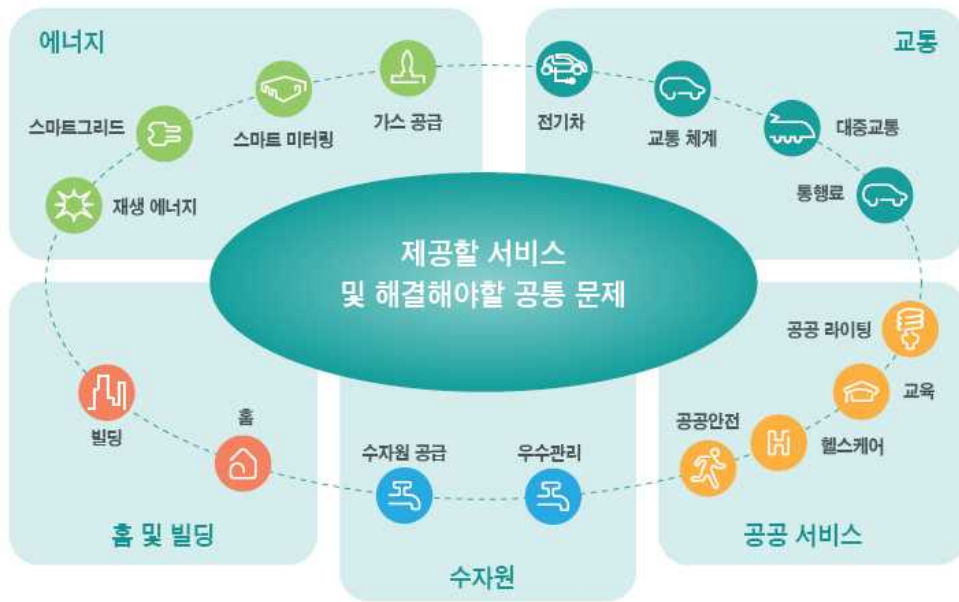 에너지
스마트그리드
스마트 미터링
가스 공급
재생 에너지
교통
전기차
교통 체계
대중교통
통행료
제공할 서비스
및 해결해야할 공통 문제
빌딩
홈
홈 및 빌딩
수자원 공급
우수관리
수자원
공공 라이팅
교육
헬스케어
공공안전
공공 서비스